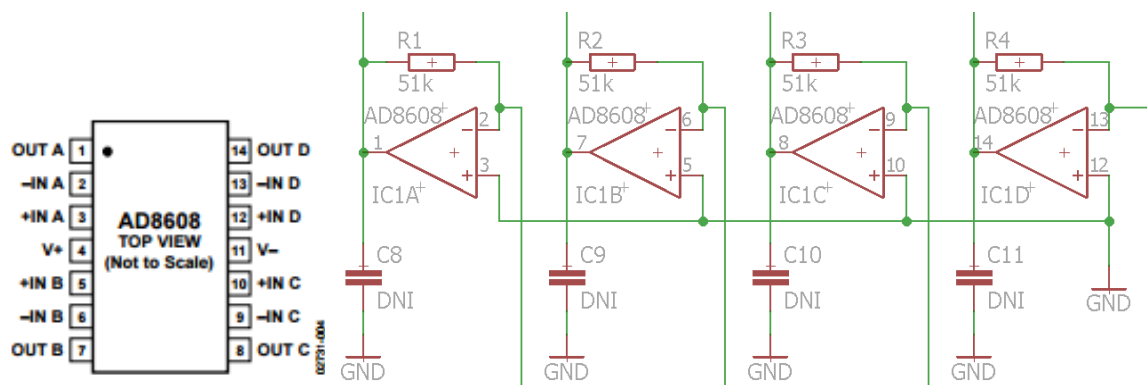 OUT A 1
14 OUT D
–IN A 2
13 –IN D
+IN A 3
12 +IN D
V+ 4
11 V–
+IN B 5
10 +IN C
–IN B 6
9 –IN C
OUT B 7
8 OUT C
AD8608
TOP VIEW
(Not to Scale)
02731-004
R1
51k
AD8608
2
1
3
IC1A
C8
DNI
GND
R2
51k
AD8608
6
7
5
IC1B
C9
DNI
GND
R3
51k
AD8608
9
8
10
IC1C
C10
DNI
GND
R4
51k
AD8608
13
14
12
IC1D
C11
DNI
GND
GND